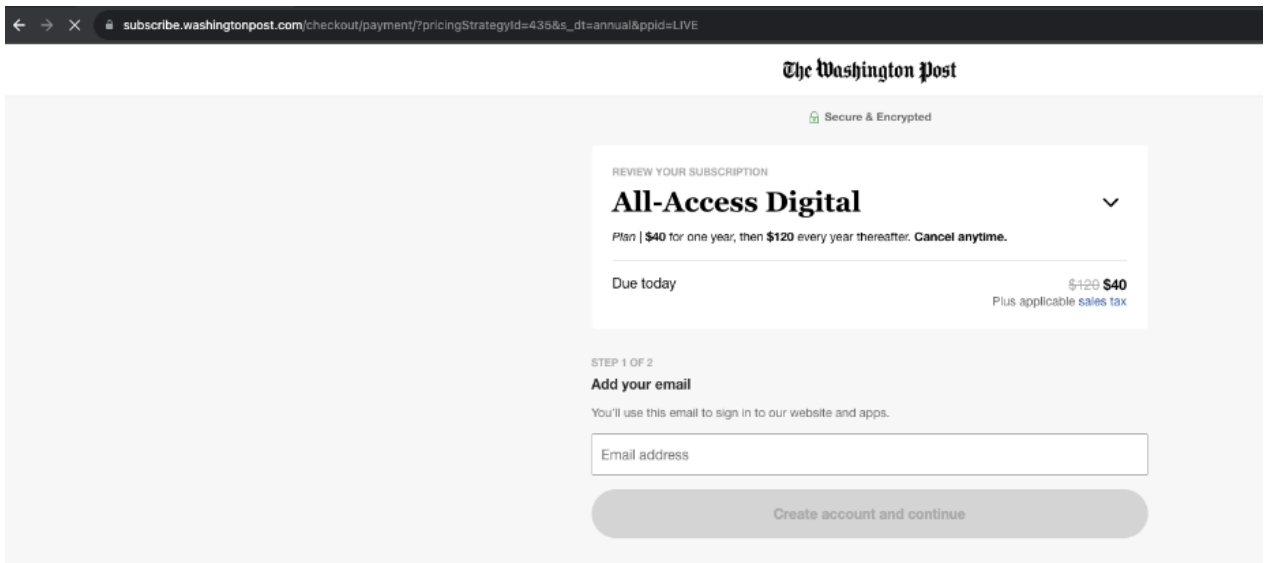 subscribe.washingtonpost.com/checkout/payment/?pricingStrategyId=435&s_dt=annual&ppid=LIVE
The Washington Post
Secure & Encrypted
REVIEW YOUR SUBSCRIPTION
All-Access Digital
Plan | $40 for one year, then $120 every year thereafter. Cancel anytime.
Due today $120 $40
Plus applicable sales tax
STEP 1 OF 2
Add your email
You'll use this email to sign in to our website and apps.
Email address
Create account and continue